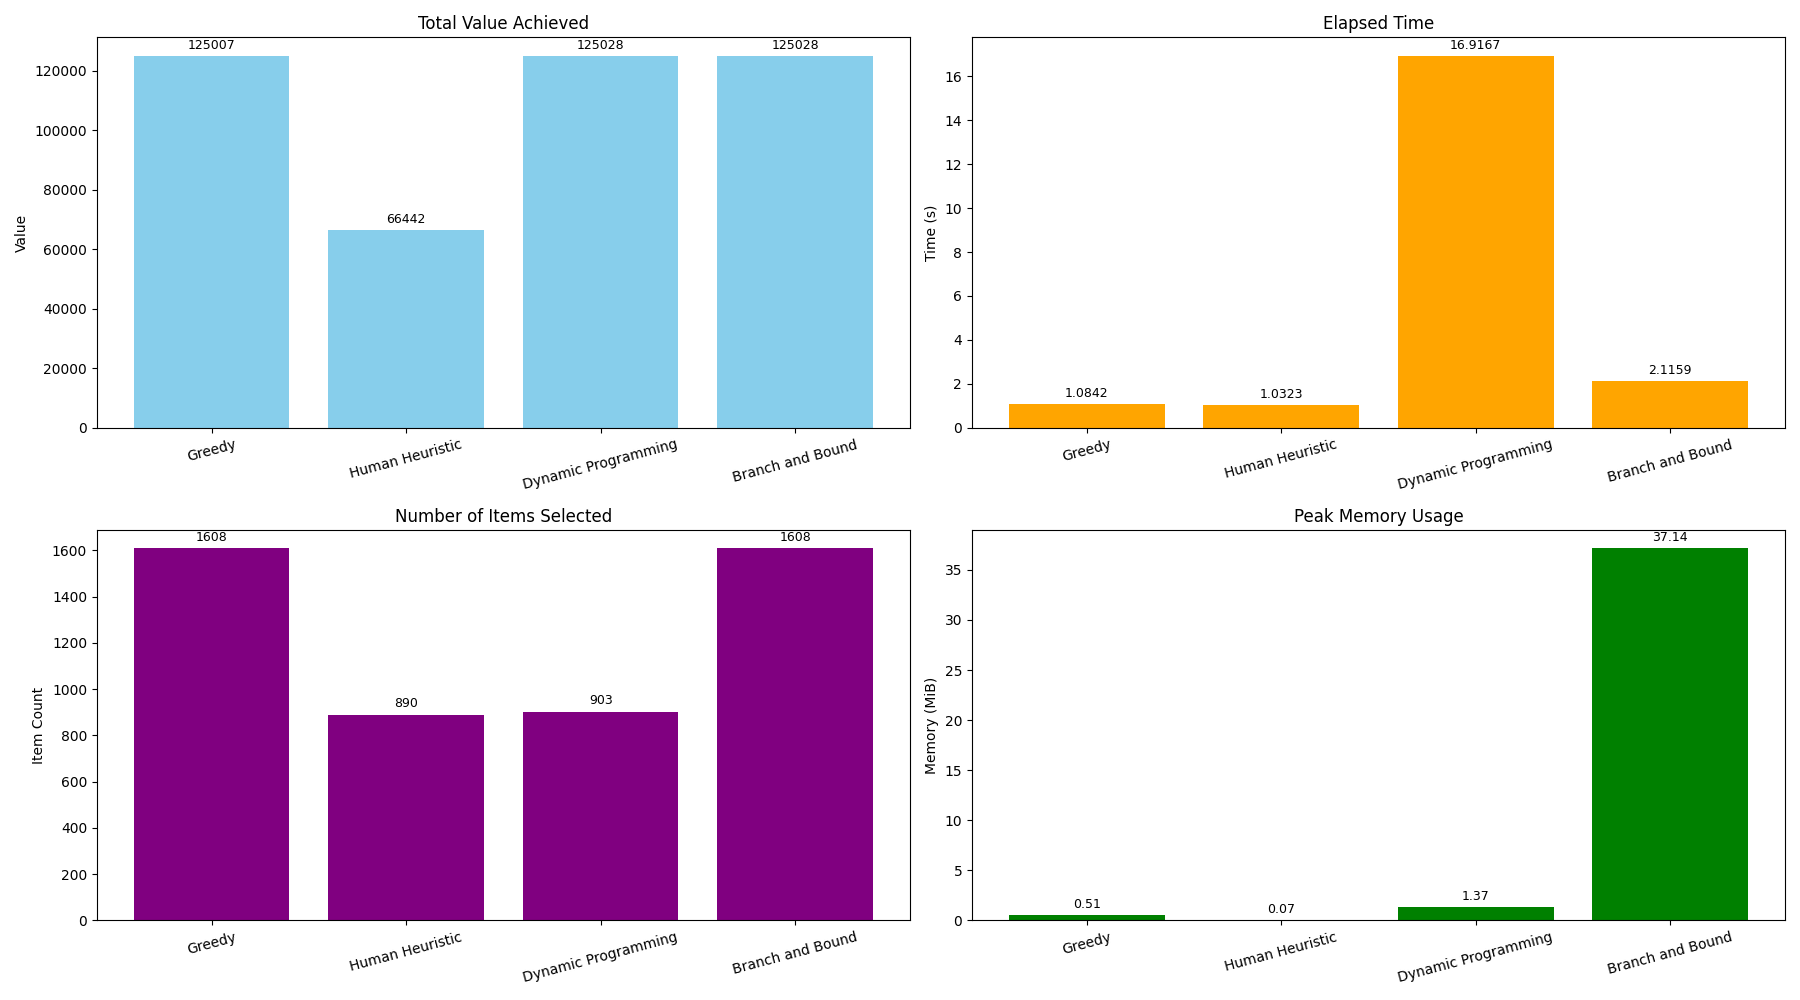 Total Value Achieved
125007
125028
125028
120000
100000
80000
66442
60000
40000
20000
0
Value
Greedy
Human Heuristic
Dynamic Programming
Branch and Bound
Elapsed Time
16.9167
16
14
12
10
8
6
4
2.1159
2
1.0842
1.0323
0
Time (s)
Greedy
Human Heuristic
Dynamic Programming
Branch and Bound
Number of Items Selected
1608
1608
1600
1400
1200
1000
890
903
800
600
400
200
0
Item Count
Greedy
Human Heuristic
Dynamic Programming
Branch and Bound
Peak Memory Usage
37.14
35
30
25
20
15
10
5
0.51
0.07
1.37
0
Memory (MiB)
Greedy
Human Heuristic
Dynamic Programming
Branch and Bound